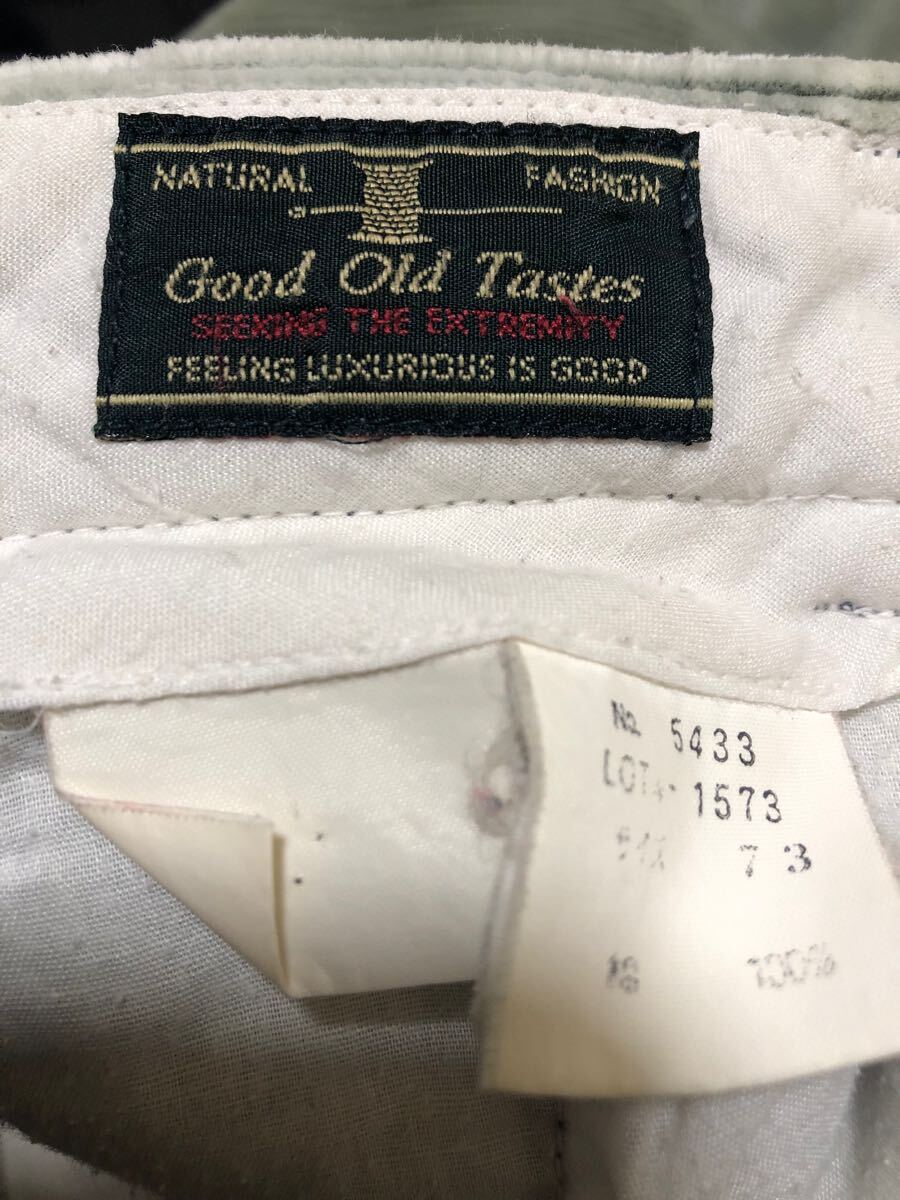 NATURAL FASHION
Good Old Tastes
SEEKING THE EXTREMITY
FEELING LUXURIOUS IS GOOD
No. 5433
LOT. 1573
73
100%